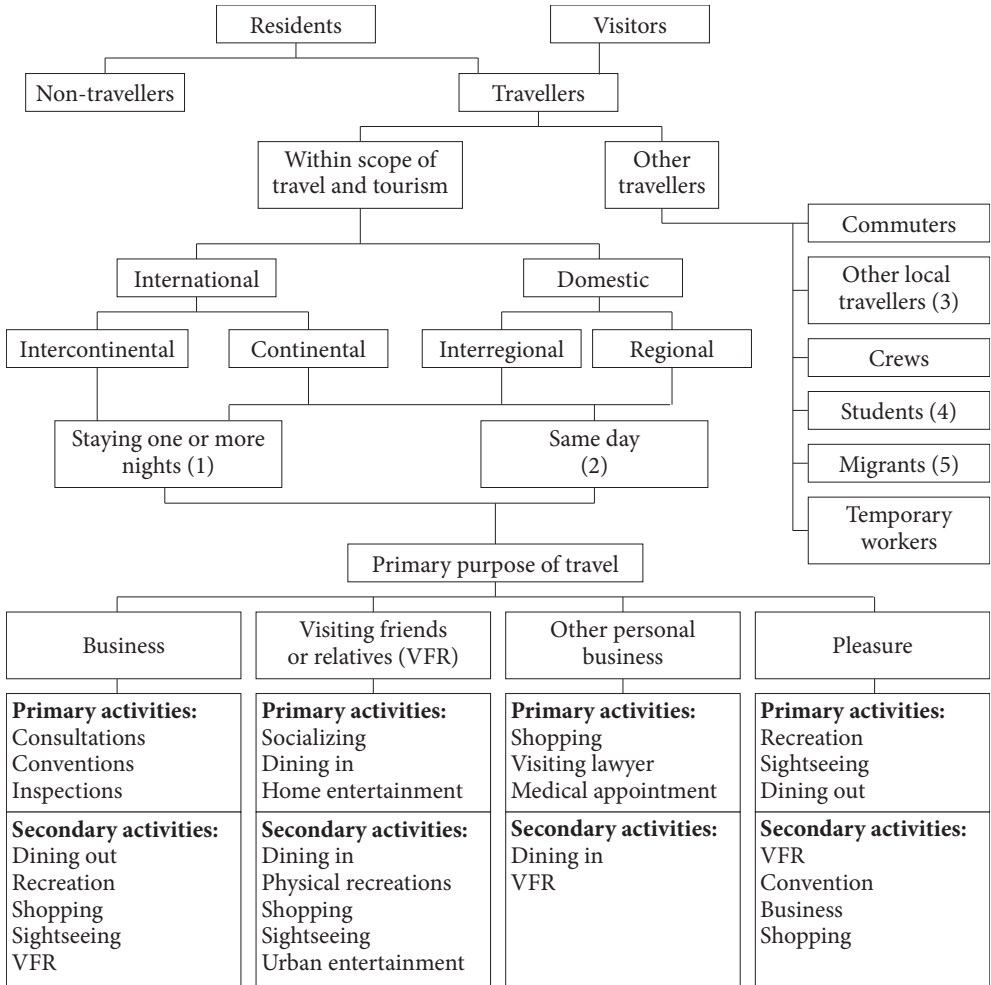 Residents
Visitors
Non-travellers
Travellers
Within scope of
travel and tourism
Other
travellers
Commuters
Other local
travellers (3)
Crews
Students (4)
Migrants (5)
Temporary
workers
International
Domestic
Intercontinental
Continental
Interregional
Regional
Staying one or more
nights (1)
Same day
(2)
Primary purpose of travel
Business
Visiting friends
or relatives (VFR)
Other personal
business
Pleasure
Primary activities:
Consultations
Conventions
Inspections
Secondary activities:
Dining out
Recreation
Shopping
Sightseeing
VFR
Primary activities:
Socializing
Dining in
Home entertainment
Secondary activities:
Dining in
Physical recreations
Shopping
Sightseeing
Urban entertainment
Primary activities:
Shopping
Visiting lawyer
Medical appointment
Secondary activities:
Dining in
VFR
Primary activities:
Recreation
Sightseeing
Dining out
Secondary activities:
VFR
Convention
Business
Shopping